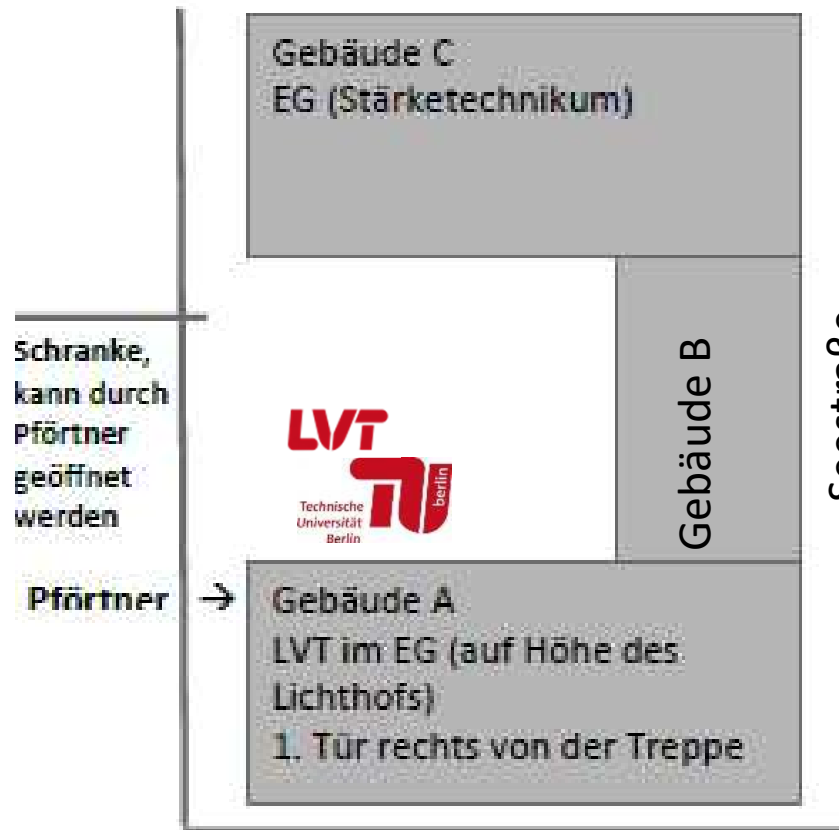 Gebäude C
EG (Stärketechnikum)
Schranke,
kann durch
Pförtner
geöffnet
werden
LVT
Technische
Universität
Berlin
berlin
Gebäude B
Pförtner →
Gebäude A
LVT im EG (auf Höhe des
Lichthofs)
1. Tür rechts von der Treppe